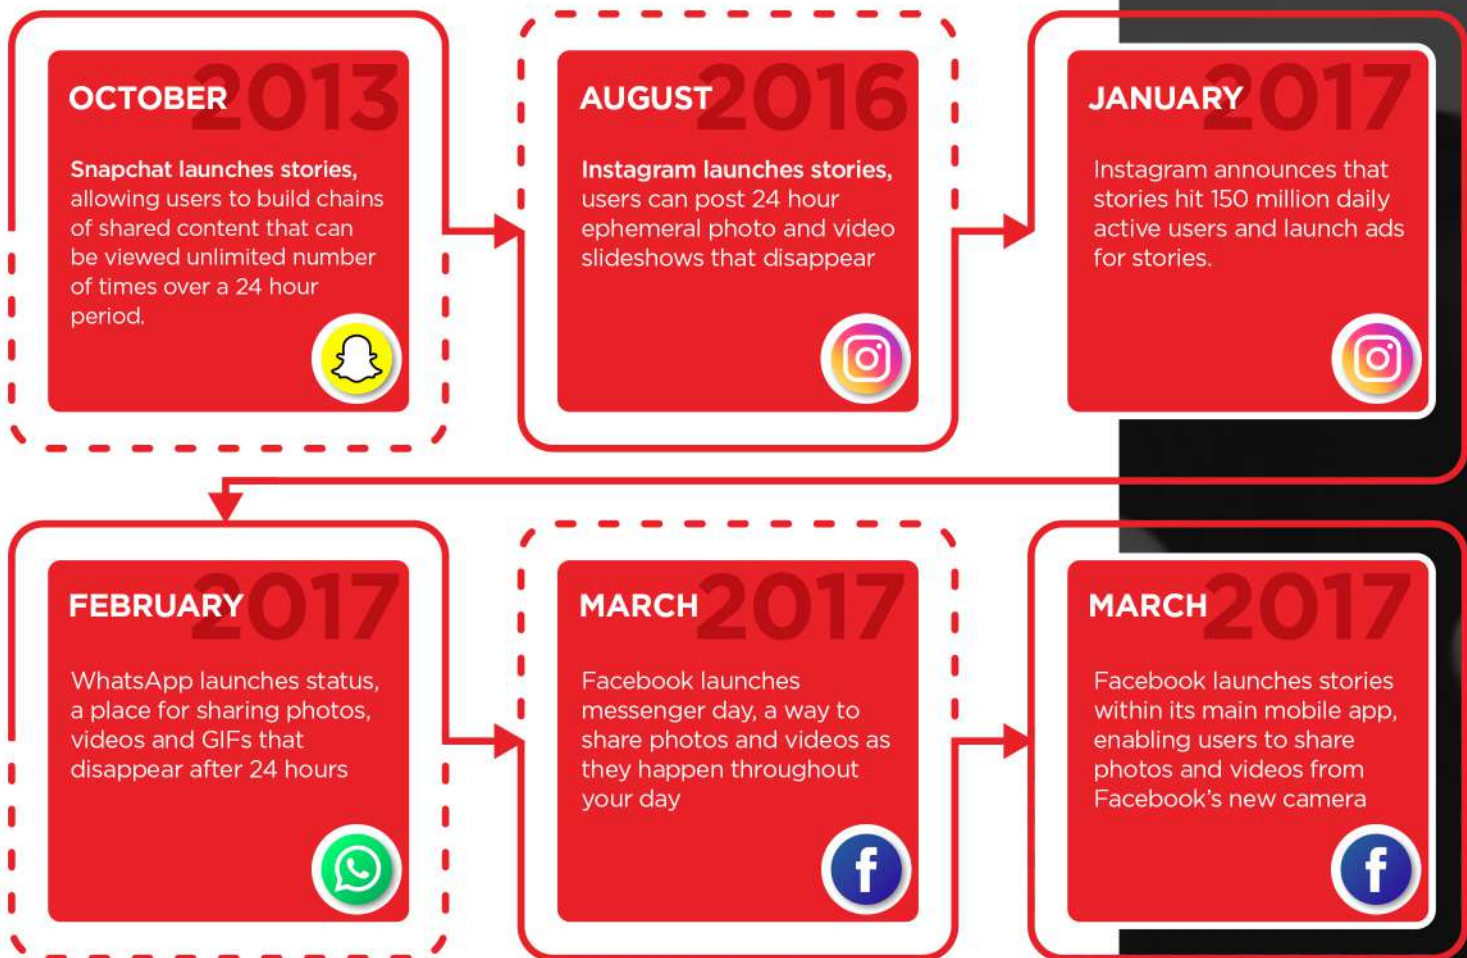 OCTOBER 2013
Snapchat launches stories,
allowing users to build chains
of shared content that can
be viewed unlimited number
of times over a 24 hour
period.
AUGUST 2016
Instagram launches stories,
users can post 24 hour
ephemeral photo and video
slideshows that disappear
JANUARY 2017
Instagram announces that
stories hit 150 million daily
active users and launch ads
for stories.
FEBRUARY 2017
WhatsApp launches status,
a place for sharing photos,
videos and GIFs that
disappear after 24 hours
MARCH 2017
Facebook launches
messenger day, a way to
share photos and videos as
they happen throughout
your day
MARCH 2017
Facebook launches stories
within its main mobile app,
enabling users to share
photos and videos from
Facebook's new camera